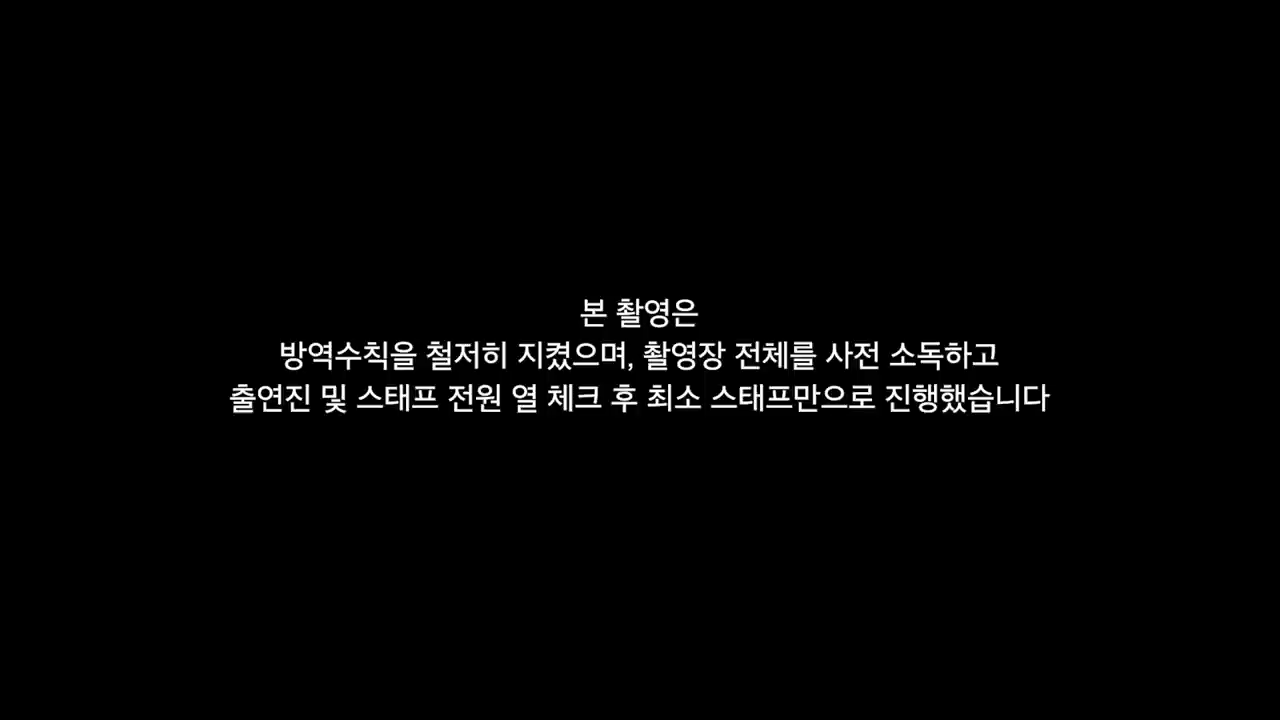 본 촬영은
방역수칙을 철저히 지켰으며, 촬영장 전체를 사전 소독하고
출연진 및 스태프 전원 열 체크 후 최소 스태프만으로 진행했습니다